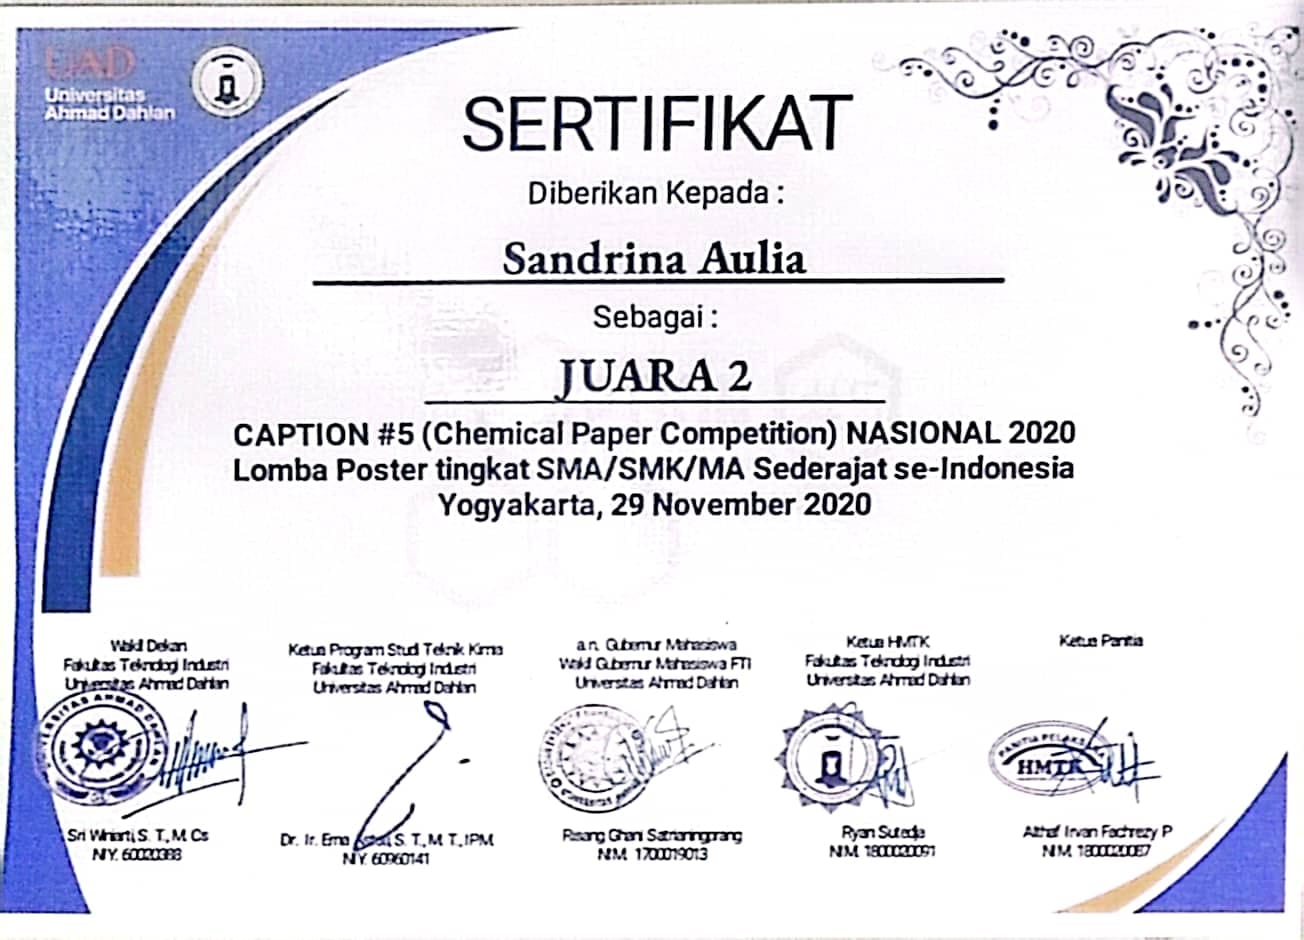 UAD
Universitas
Ahmad Dahlan
SERTIFIKAT
Diberikan Kepada :
Sandrina Aulia
Sebagai :
JUARA 2
CAPTION #5 (Chemical Paper Competition) NASIONAL 2020
Lomba Poster tingkat SMA/SMK/MA Sederajat se-Indonesia
Yogyakarta, 29 November 2020
Wakil Dekan
Fakultas Teknologi Industri
Universitas Ahmad Dahlan
Sri Winiarti, S. T., M. Cs
NIY. 60020388
Ketua Program Studi Teknik Kimia
Fakultas Teknologi Industri
Universitas Ahmad Dahlan
Dr. Ir. Erna S. T., M. T., IPM
NIY. 60960141
a.n. Gubernur Mahasiswa
Wakil Gubernur Mahasiswa FTI
Universitas Ahmad Dahlan
Risang Ghani
NIM. 1700019013
Ketua HMTK
Fakultas Teknologi Industri
Universitas Ahmad Dahlan
Ryan Sutedja
NIM. 1800020091
Ketua Panitia
PANITIA PELAKS
HMTK
Althaf Irvan Fachrezy P
NIM. 1800020087